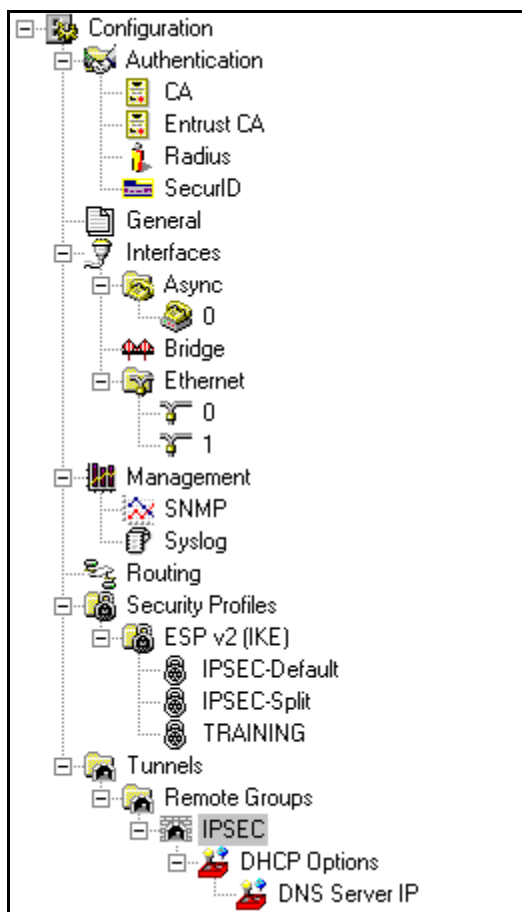 Configuration
Authentication
CA
Entrust CA
Radius
SecurID
General
Interfaces
Async
0
Bridge
Ethernet
0
1
Management
SNMP
Syslog
Routing
Security Profiles
ESP v2 (IKE)
IPSEC-Default
IPSEC-Split
TRAINING
Tunnels
Remote Groups
IPSEC
DHCP Options
DNS Server IP